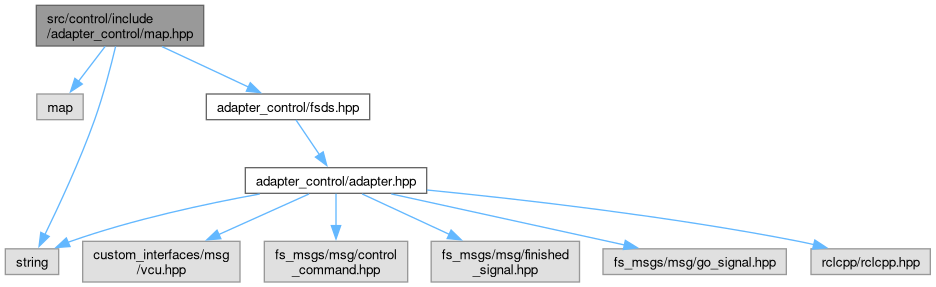 src/control/include
/adapter_control/map.hpp
map
adapter_control/fsds.hpp
adapter_control/adapter.hpp
string
custom_interfaces/msg
/vcu.hpp
fs_msgs/msg/control
_command.hpp
fs_msgs/msg/finished
_signal.hpp
fs_msgs/msg/go_signal.hpp
rclcpp/rclcpp.hpp